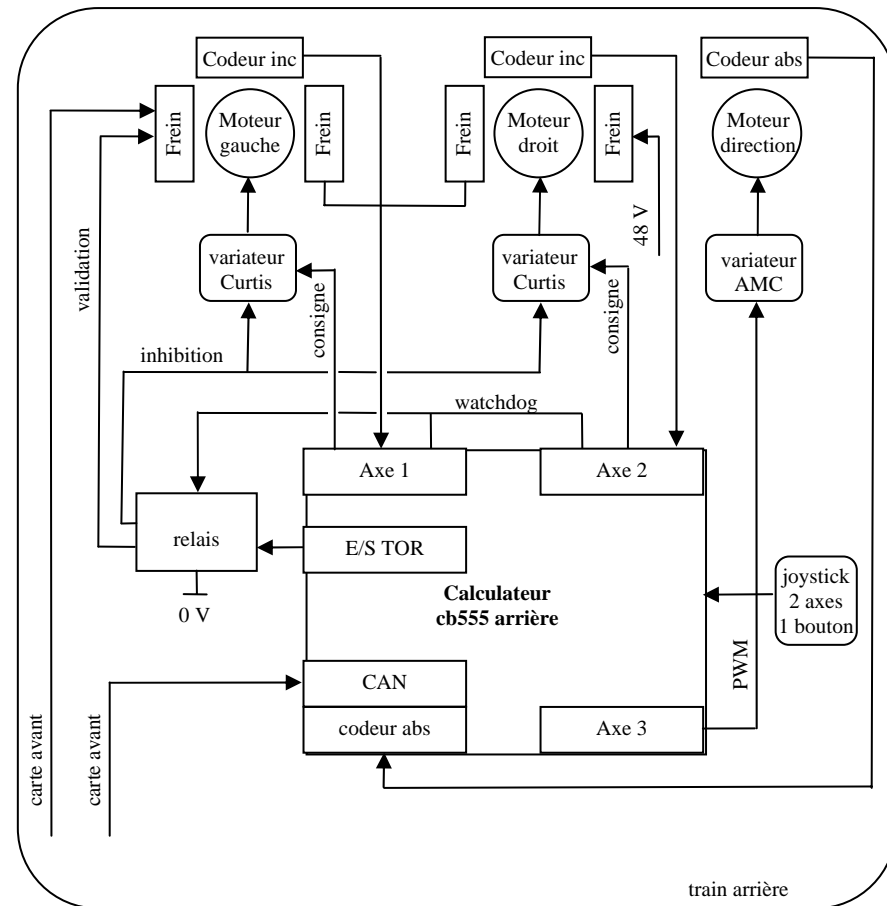 Codeur inc
Codeur inc
Codeur abs
Frein
Moteur
gauche
Frein
Frein
Moteur
droit
Frein
Moteur
direction
validation
variateur
Curtis
consigne
variateur
Curtis
consigne
48 V
variateur
AMC
inhibition
watchdog
Axe 1
Axe 2
relais
E/S TOR
0 V
Calculateur
cb555 arrière
joystick
2 axes
1 bouton
PWM
CAN
codeur abs
Axe 3
carte avant
carte avant
train arrière